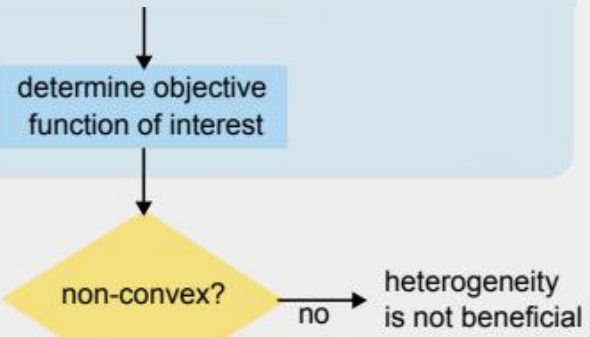 determine objective
function of interest
non-convex?
no
heterogeneity
is not beneficial